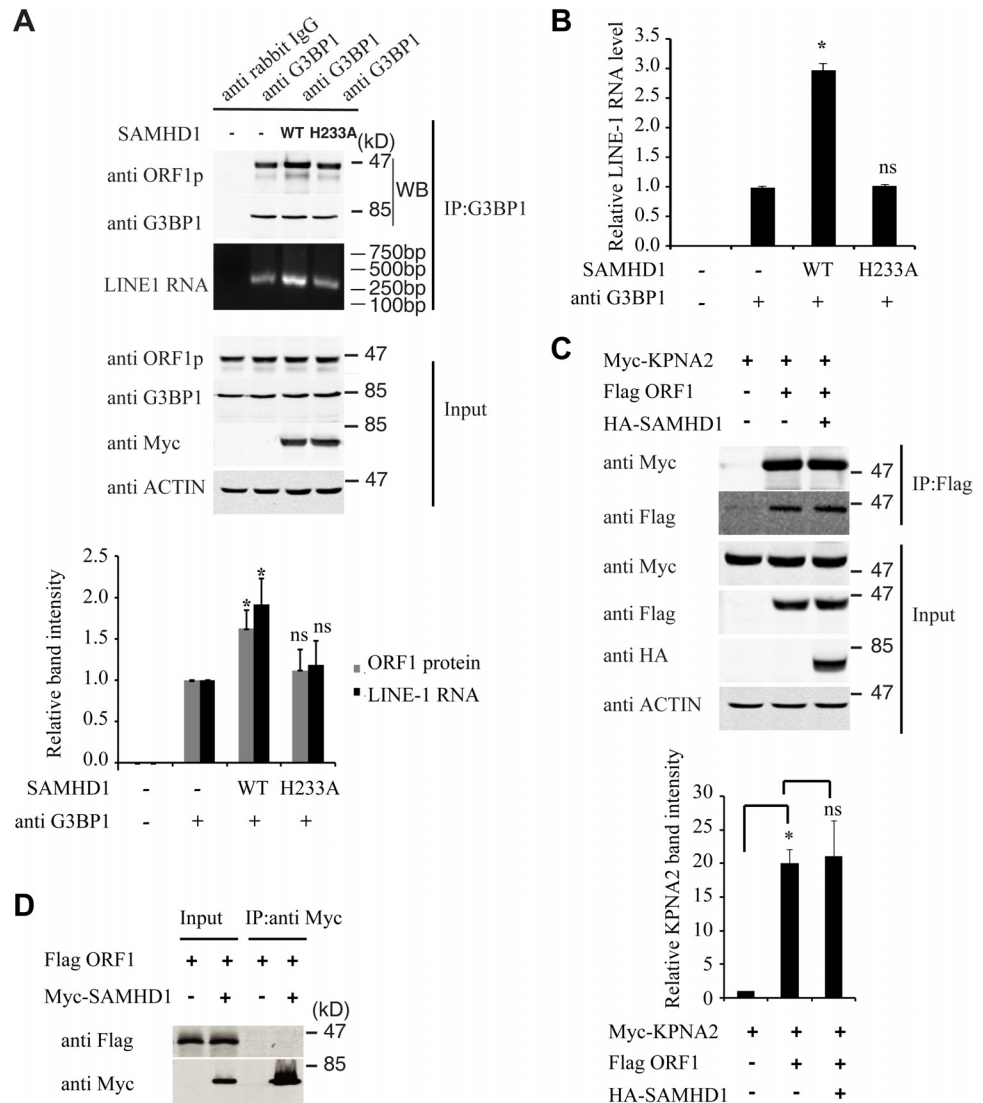 A
anti rabbit IgG
anti G3BP1
anti G3BP1
anti G3BP1
SAMHD1 - - WT H233A (kD)
anti ORF1p 47
WB
anti G3BP1 85
IP:G3BP1
LINE1 RNA
750bp
500bp
250bp
100bp
anti ORF1p 47
anti G3BP1 85
anti Myc 85
anti ACTIN 47
Input
Relative band intensity
2.5
2.0
1.5
1.0
0.5
0.0
* *
ns ns
ORF1 protein
LINE-1 RNA
SAMHD1 - - WT H233A
anti G3BP1 - + + +
B
Relative LINE-1 RNA level
3.5
3.0
2.5
2.0
1.5
1.0
0.5
0.0
*
ns
SAMHD1 - - WT H233A
anti G3BP1 - + + +
C
Myc-KPNA2 + + +
Flag ORF1 - + +
HA-SAMHD1 - - +
anti Myc 47
anti Flag 47
IP:Flag
anti Myc 47
anti Flag 47
anti HA 85
anti ACTIN 47
Input
Relative KPNA2 band intensity
30
25
20
15
10
5
0
*
ns
Myc-KPNA2 + + +
Flag ORF1 - + +
HA-SAMHD1 - - +
D
Input IP:anti Myc
Flag ORF1 + + + +
Myc-SAMHD1 - + - +
(kD)
anti Flag 47
anti Myc 85